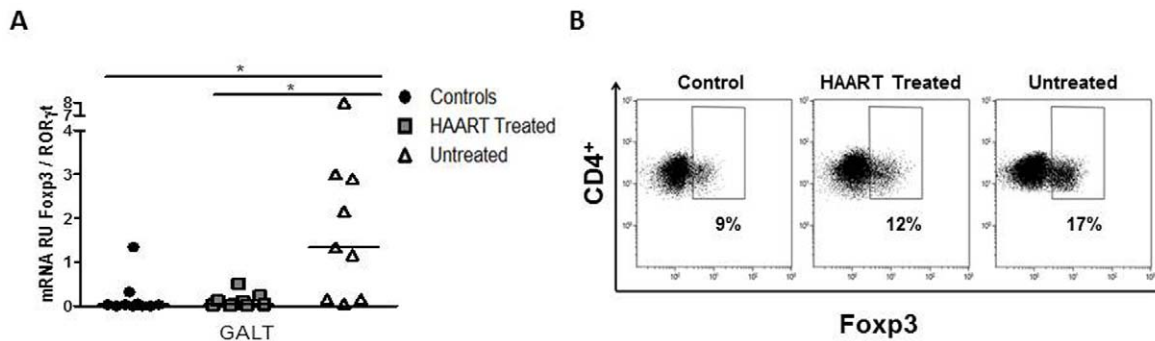 A
mRNA RU Foxp3 / RORγt
8
7
4
3
2
1
0
*
*
Controls
HAART Treated
Untreated
GALT
B
Control
HAART Treated
Untreated
CD4+
9%
12%
17%
Foxp3